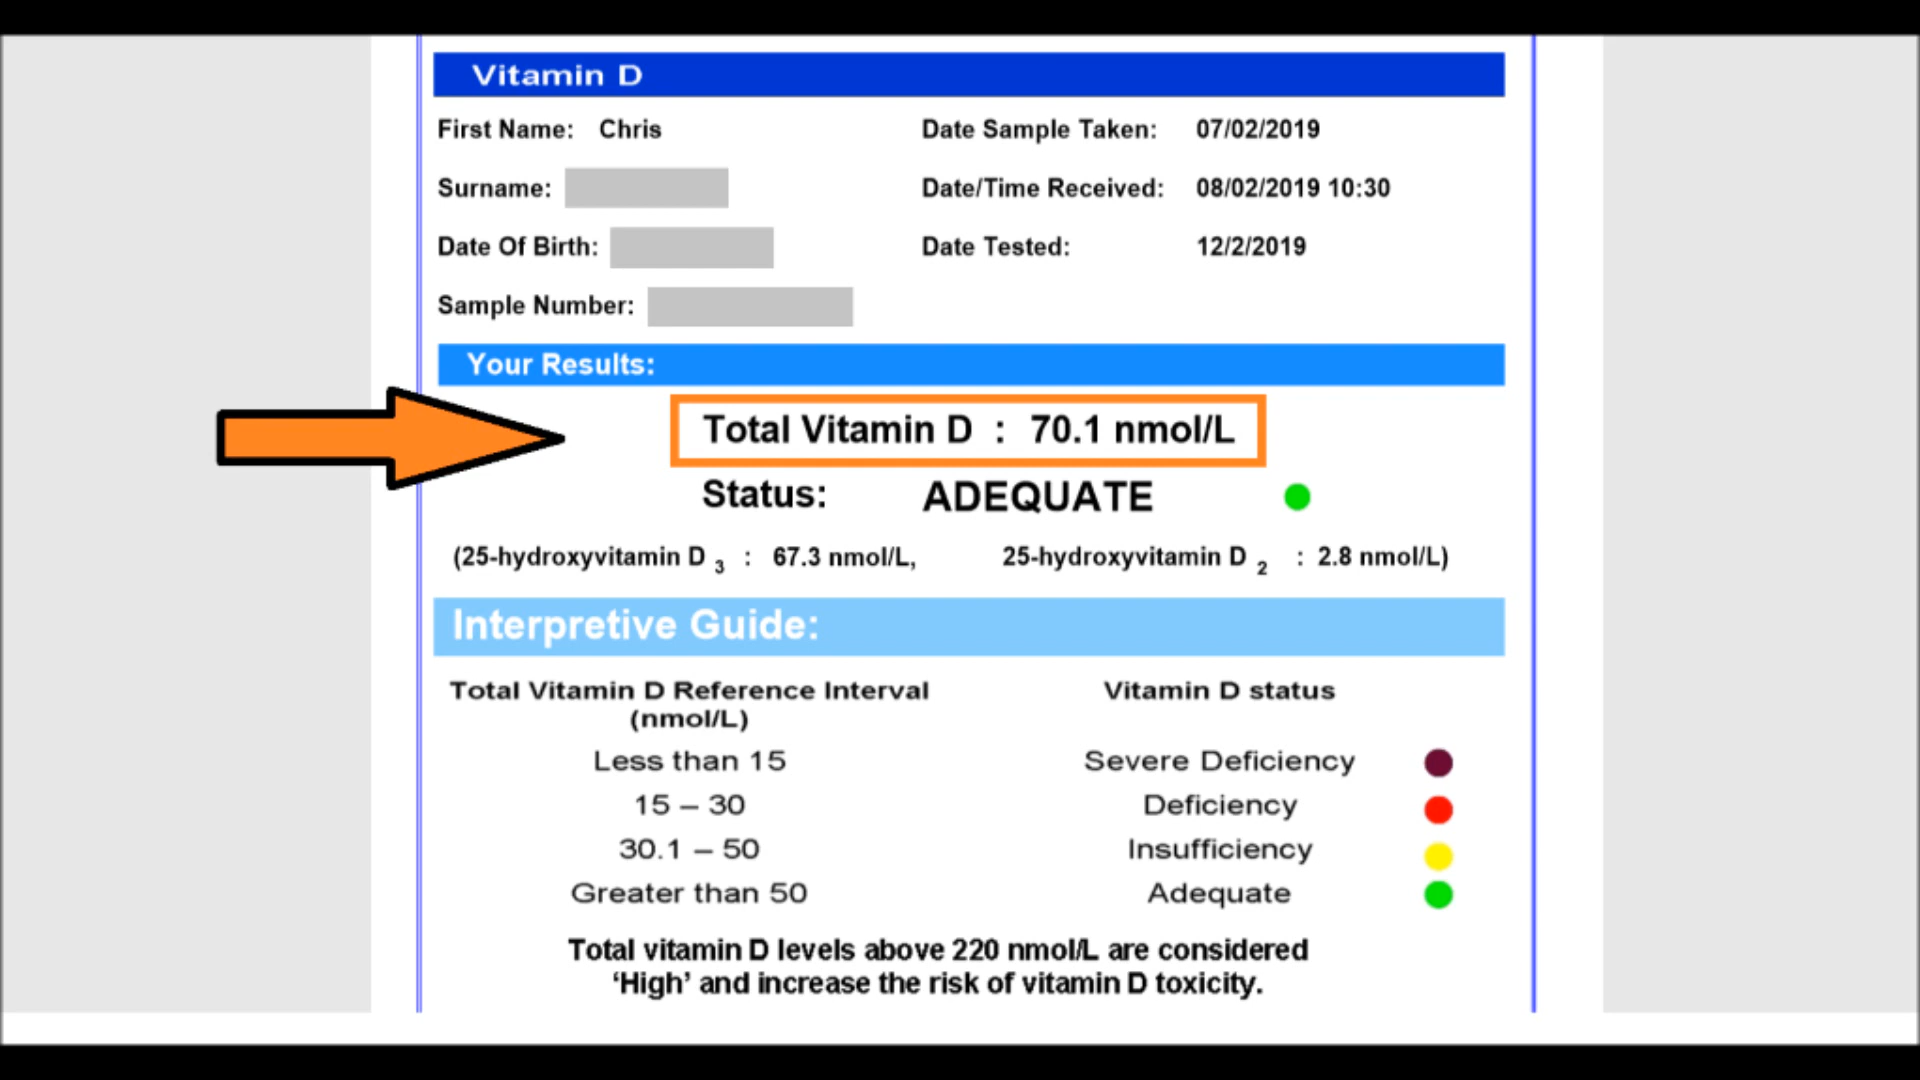 Vitamin D
First Name: Chris
Date Sample Taken: 07/02/2019
Surname:
Date/Time Received: 08/02/2019 10:30
Date Of Birth:
Date Tested: 12/2/2019
Sample Number:
Your Results:
Total Vitamin D : 70.1 nmol/L
Status: ADEQUATE
(25-hydroxyvitamin D 3 : 67.3 nmol/L, 25-hydroxyvitamin D 2 : 2.8 nmol/L)
Interpretive Guide:
Total Vitamin D Reference Interval Vitamin D status
(nmol/L)
Less than 15 Severe Deficiency
15 – 30 Deficiency
30.1 – 50 Insufficiency
Greater than 50 Adequate
Total vitamin D levels above 220 nmol/L are considered
‘High’ and increase the risk of vitamin D toxicity.